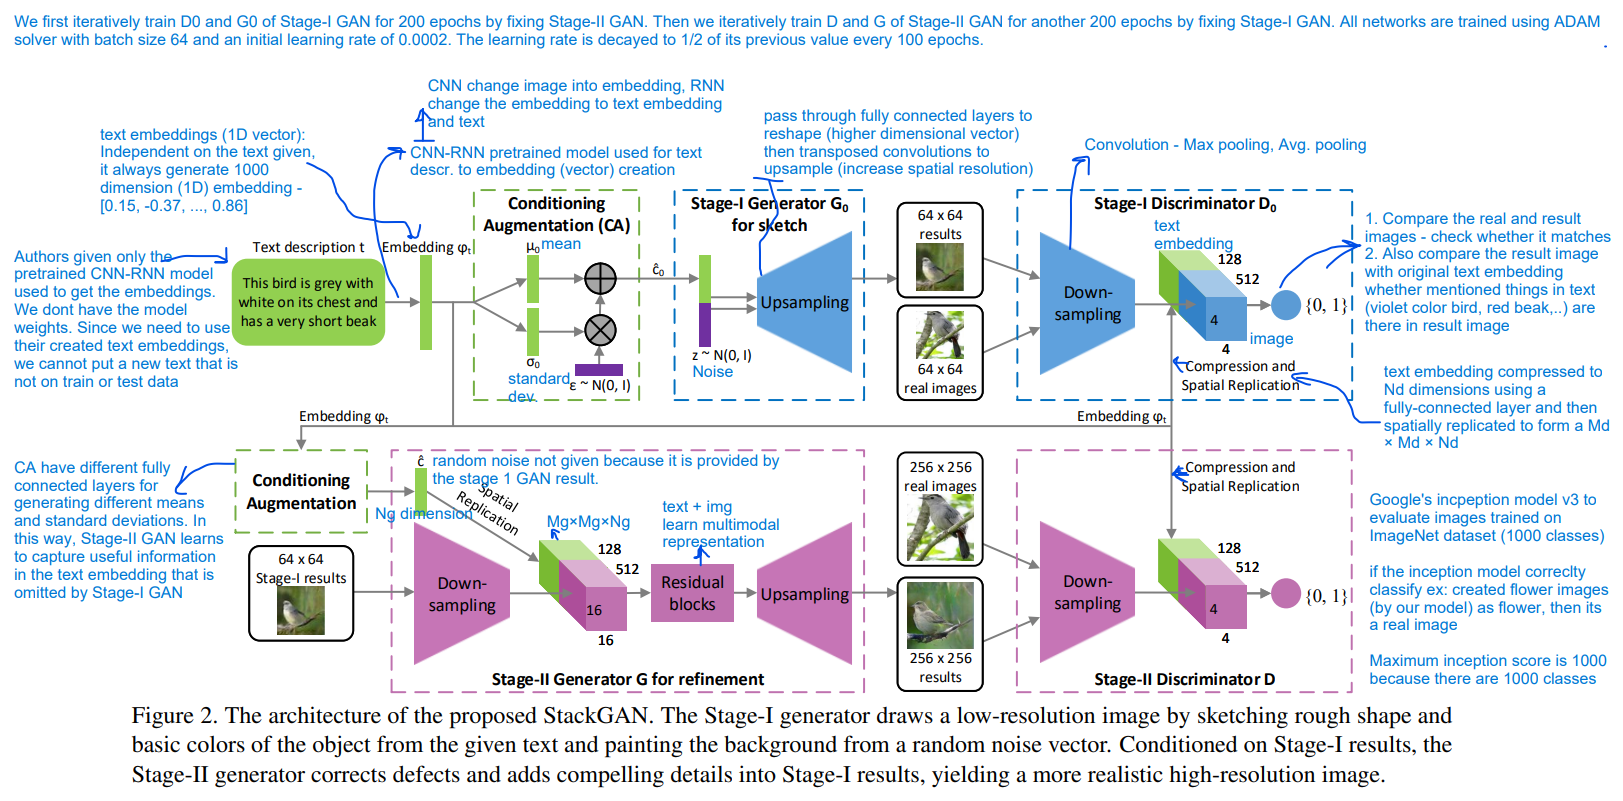 We first iteratively train D0 and G0 of Stage-I GAN for 200 epochs by fixing Stage-II GAN. Then we iteratively train D and G of Stage-II GAN for another 200 epochs by fixing Stage-I GAN. All networks are trained using ADAM
solver with batch size 64 and an initial learning rate of 0.0002. The learning rate is decayed to 1/2 of its previous value every 100 epochs.
CNN change image into embedding, RNN
change the embedding to text embedding
and text
text embeddings (1D vector):
Independent on the text given,
it always generate 1000
dimension (1D) embedding -
[0.15, -0.37, ..., 0.86]
CNN-RNN pretrained model used for text
descr. to embedding (vector) creation
pass through fully connected layers to
reshape (higher dimensional vector)
then transposed convolutions to
upsample (increase spatial resolution)
Convolution - Max pooling, Avg. pooling
Authors given only the
pretrained CNN-RNN model
used to get the embeddings.
We dont have the model
weights. Since we need to use
their created text embeddings,
we cannot put a new text that is
not on train or test data
Text description t
This bird is grey with
white on its chest and
has a very short beak
Embedding φt
Conditioning
Augmentation (CA)
μ0 mean
σ0
standard
dev.
ε ~ N(0, I)
ĉ0
Stage-I Generator G0
for sketch
Upsampling
z ~ N(0, I)
Noise
64 x 64
results
64 x 64
real images
Stage-I Discriminator D0
text
embedding
128
512
Down-
sampling
4
4
image
{0, 1}
Compression and
Spatial Replication
1. Compare the real and result
images - check whether it matches
2. Also compare the result image
with original text embedding
whether mentioned things in text
(violet color bird, red beak,..) are
there in result image
text embedding compressed to
Nd dimensions using a
fully-connected layer and then
spatially replicated to form a Md
× Md × Nd
Embedding φt
Embedding φt
CA have different fully
connected layers for
generating different means
and standard deviations. In
this way, Stage-II GAN learns
to capture useful information
in the text embedding that is
omitted by Stage-I GAN
Conditioning
Augmentation
64 x 64
Stage-I results
ĉ
random noise not given because it is provided by
the stage 1 GAN result.
Ng dimension
Spatial
Replication
Mg×Mg×Ng
128
512
Down-
sampling
16
16
text + img
learn multimodal
representation
Residual
blocks
Upsampling
Stage-II Generator G for refinement
256 x 256
real images
256 x 256
results
Compression and
Spatial Replication
128
512
Down-
sampling
4
4
{0, 1}
Stage-II Discriminator D
Google's incpeption model v3 to
evaluate images trained on
ImageNet dataset (1000 classes)
if the inception model correclty
classify ex: created flower images
(by our model) as flower, then its
a real image
Maximum inception score is 1000
because there are 1000 classes
Figure 2. The architecture of the proposed StackGAN. The Stage-I generator draws a low-resolution image by sketching rough shape and
basic colors of the object from the given text and painting the background from a random noise vector. Conditioned on Stage-I results, the
Stage-II generator corrects defects and adds compelling details into Stage-I results, yielding a more realistic high-resolution image.